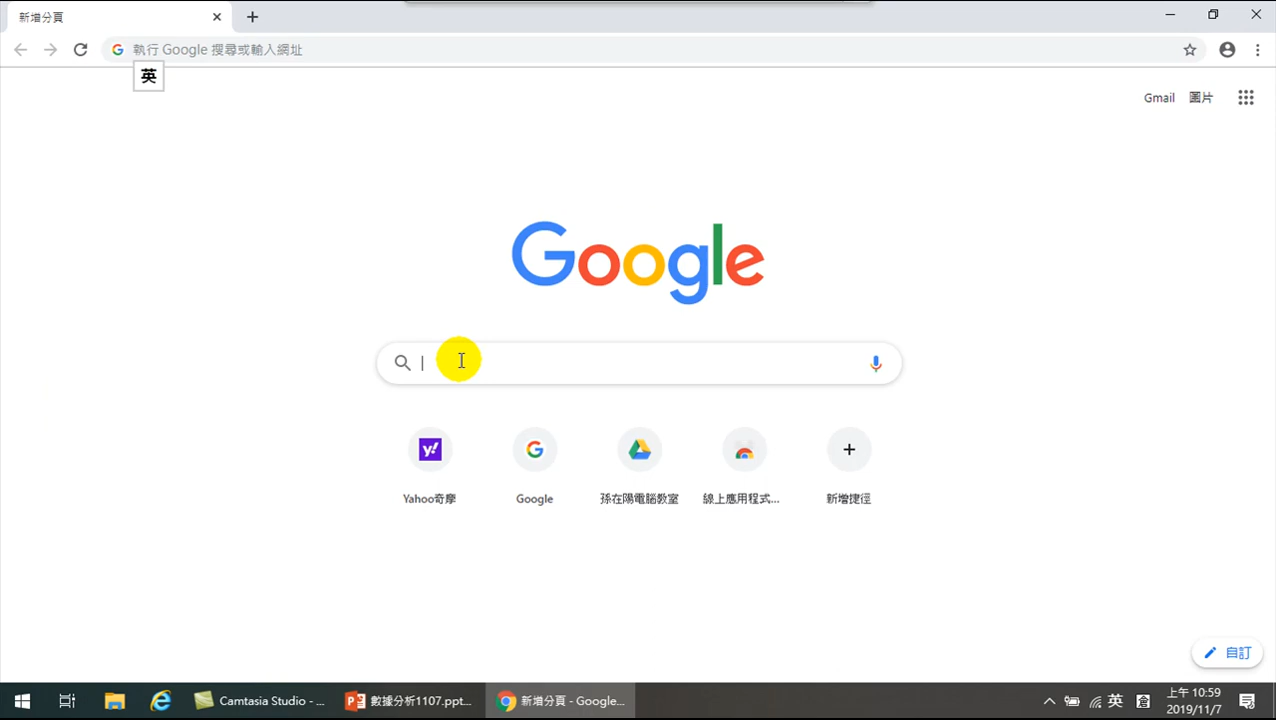 新增分頁
執行 Google 搜尋或輸入網址
英
Gmail 圖片
Google
Yahoo奇摩 Google 孫在陽電腦教室 線上應用程式... 新增捷徑
自訂
Camtasia Studio - ... 數據分析1107.ppt... 新增分頁 - Google... 英 倉 上午 10:59
2019/11/7